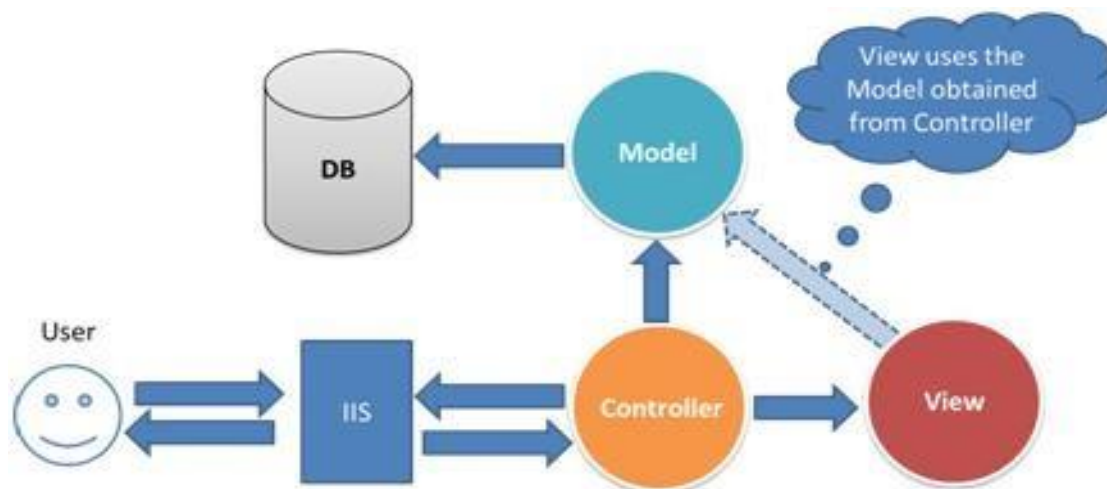 View uses the
Model obtained
from Controller
DB
Model
User
IIS
Controller
View